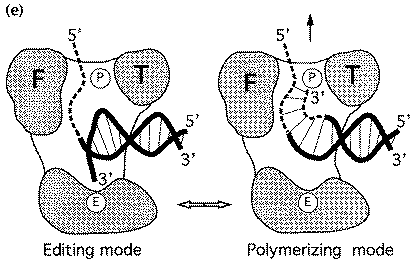 (e)
5' 5'
F P T F P T
3'
5' 5'
3' 3'
3'
E E
Editing mode Polymerizing mode